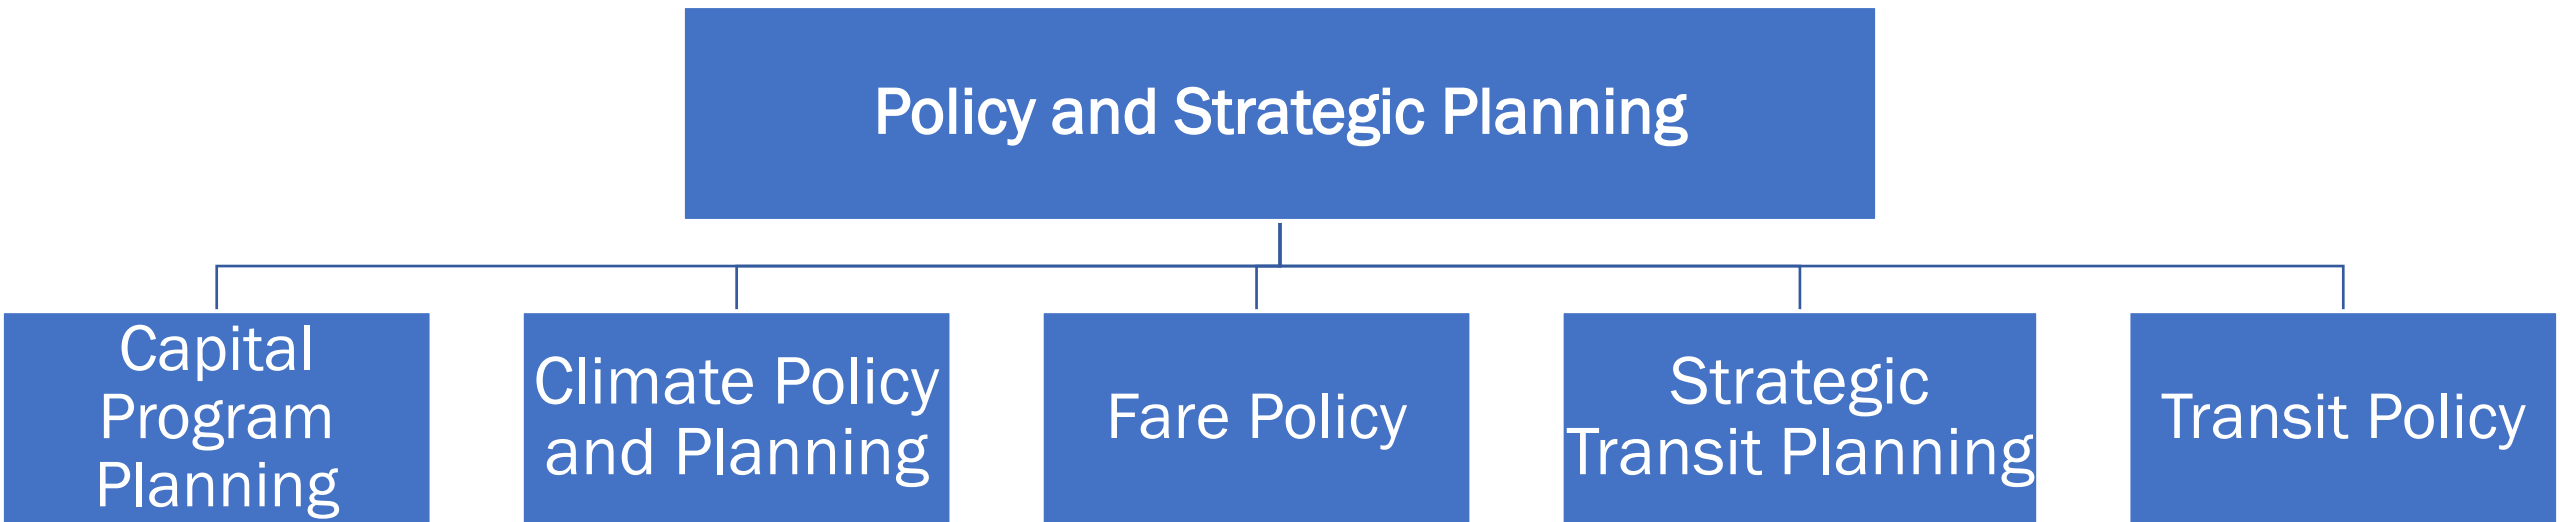 Policy and Strategic Planning
Capital
Program
Planning
Climate Policy
and Planning
Fare Policy
Strategic
Transit Planning
Transit Policy